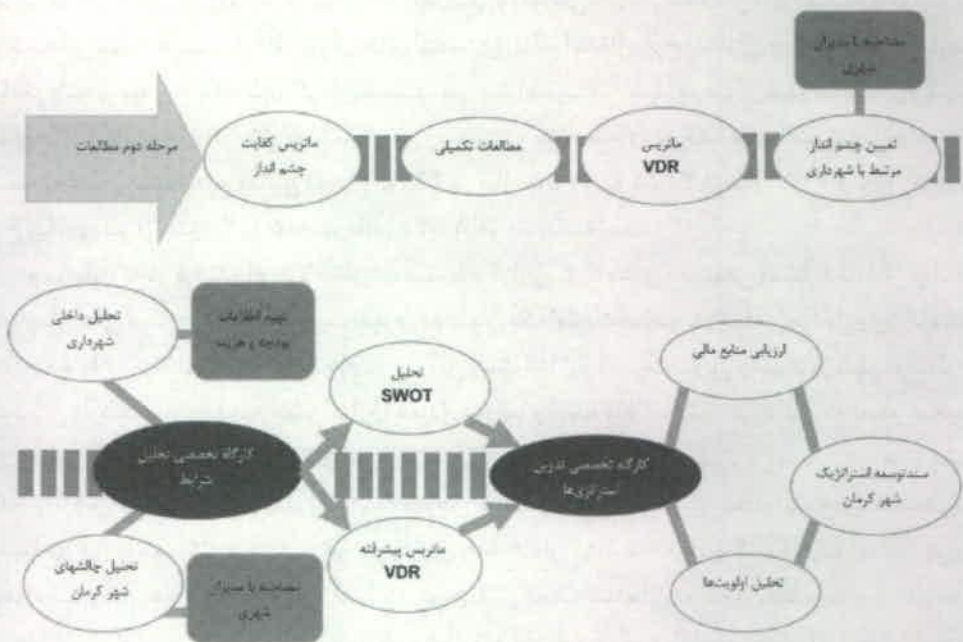 مصاحبه با مدیران
شهری
مرحله دوم مطالعات
ماتریس کفایت
چشم انداز
مطالعات تکمیلی
ماتریس
VDR
تعیین چشم انداز
مرتبط با شهرداری
تحلیل داخلی
شهرداری
تهیه اطلاعات
بودجه و هزینه
تحلیل
SWOT
ارزیابی منابع مالی
کارگاه تخصصی تحلیل
شرایط
کارگاه تخصصی تدوین
استراتژی‌ها
سندتوسعه استراتژیک
شهر کرمان
تحلیل چالشهای
شهر کرمان
مصاحبه با مدیران
شهری
ماتریس پیشرفته
VDR
تحلیل اولویت‌ها